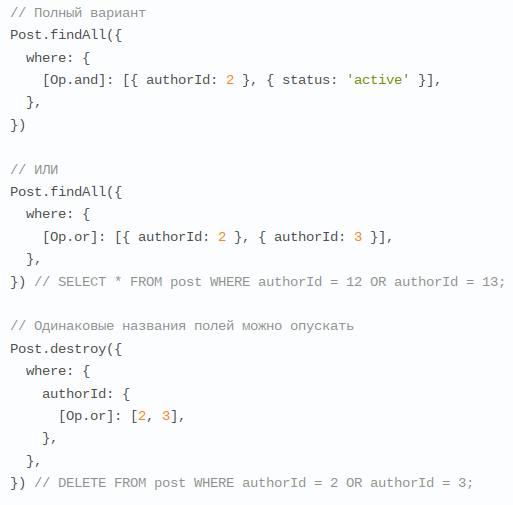 // Полный вариант
Post.findAll({
  where: {
    [Op.and]: [{ authorId: 2 }, { status: 'active' }],
  },
})

// ИЛИ
Post.findAll({
  where: {
    [Op.or]: [{ authorId: 2 }, { authorId: 3 }],
  },
}) // SELECT * FROM post WHERE authorId = 12 OR authorId = 13;

// Одинаковые названия полей можно опускать
Post.destroy({
  where: {
    authorId: {
      [Op.or]: [2, 3],
    },
  },
}) // DELETE FROM post WHERE authorId = 2 OR authorId = 3;